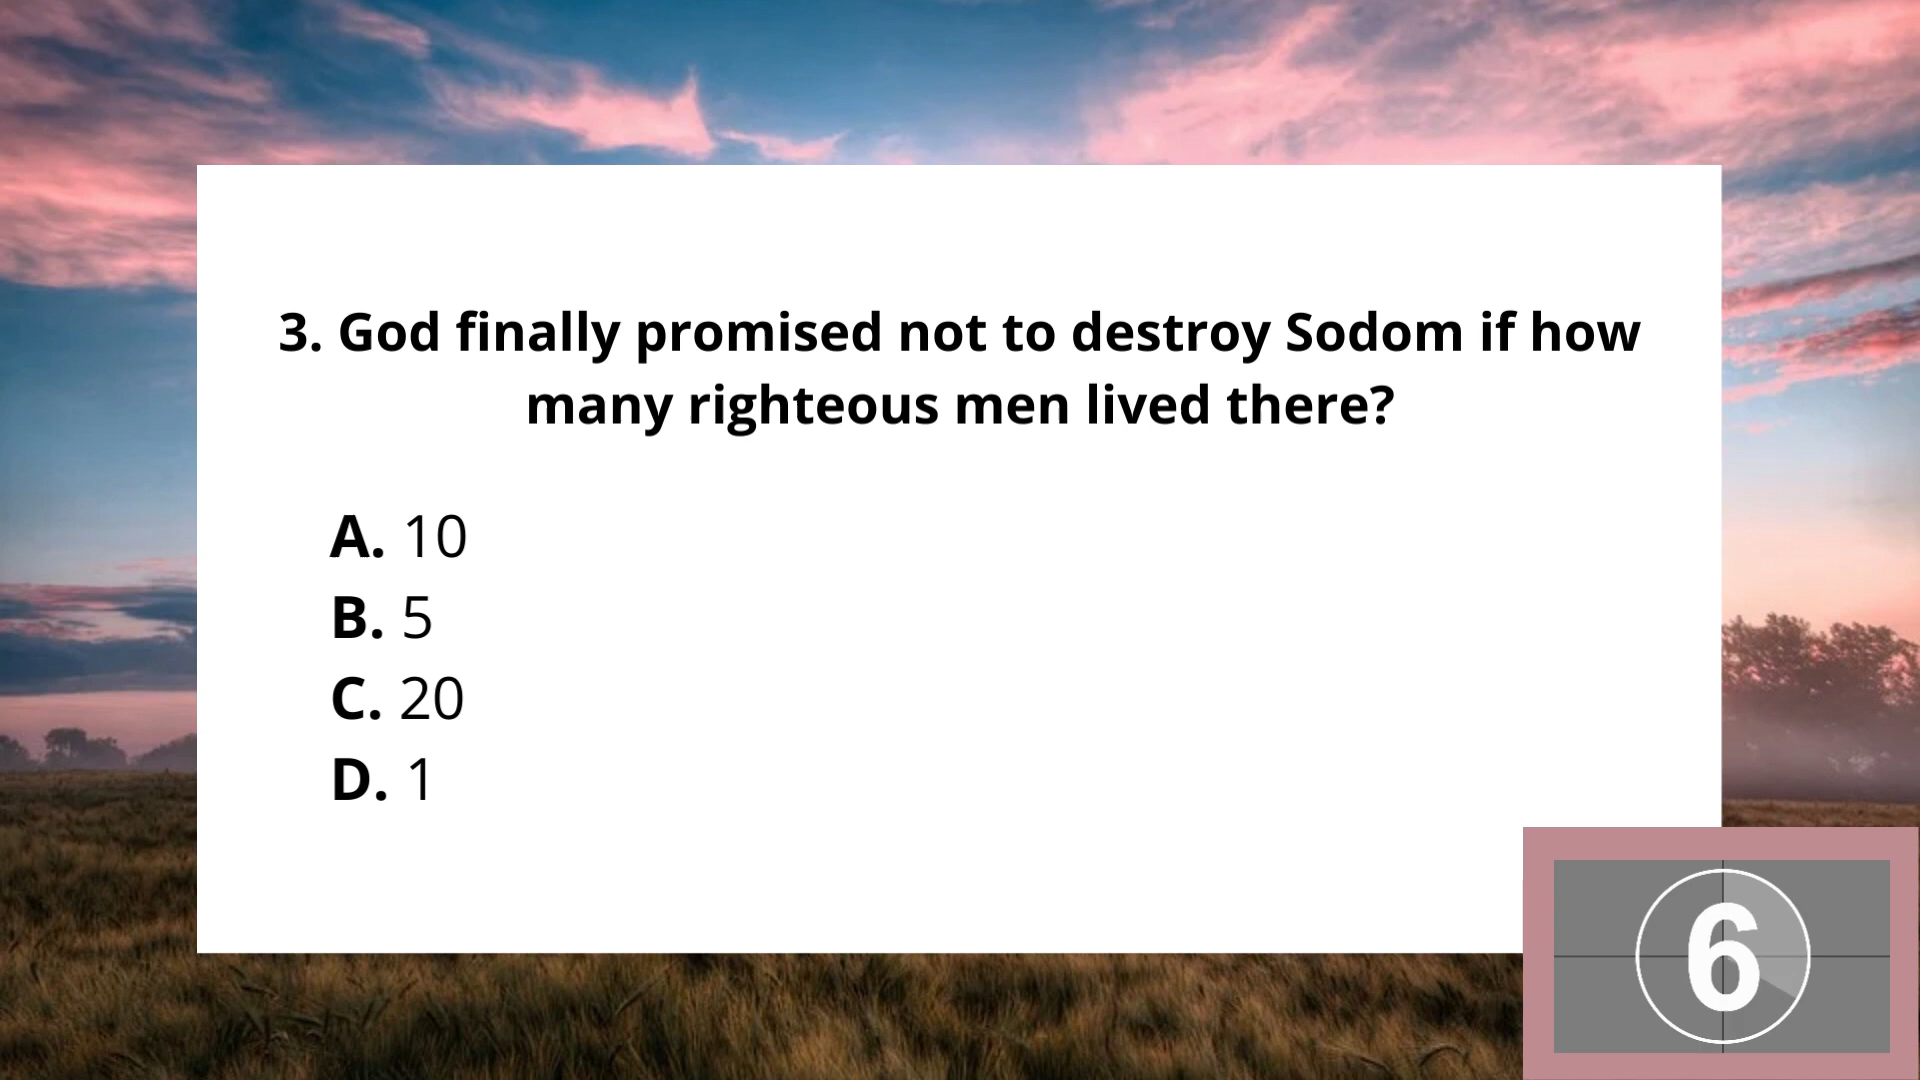 3. God finally promised not to destroy Sodom if how
many righteous men lived there?
A. 10
B. 5
C. 20
D. 1
6